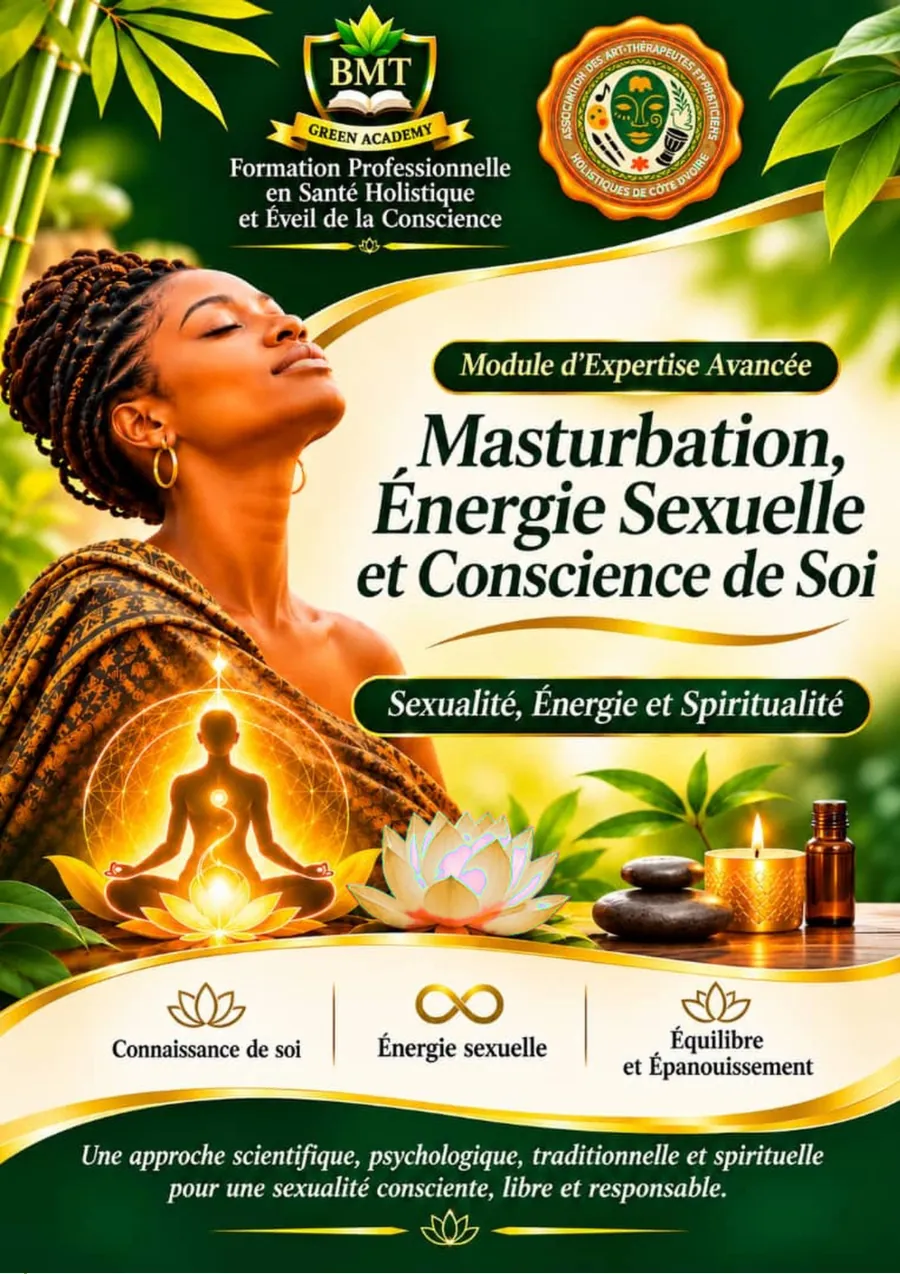 BMT
GREEN ACADEMY
Formation Professionnelle
en Santé Holistique
et Éveil de la Conscience
ASSOCIATION DES ART-THÉRAPEUTES ET PRATICIENS
HOLISTIQUES DE CÔTE D'IVOIRE
Module d'Expertise Avancée
Masturbation,
Énergie Sexuelle
et Conscience de Soi
Sexualité, Énergie et Spiritualité
Connaissance de soi
Énergie sexuelle
Équilibre
et Épanouissement
Une approche scientifique, psychologique, traditionnelle et spirituelle
pour une sexualité consciente, libre et responsable.